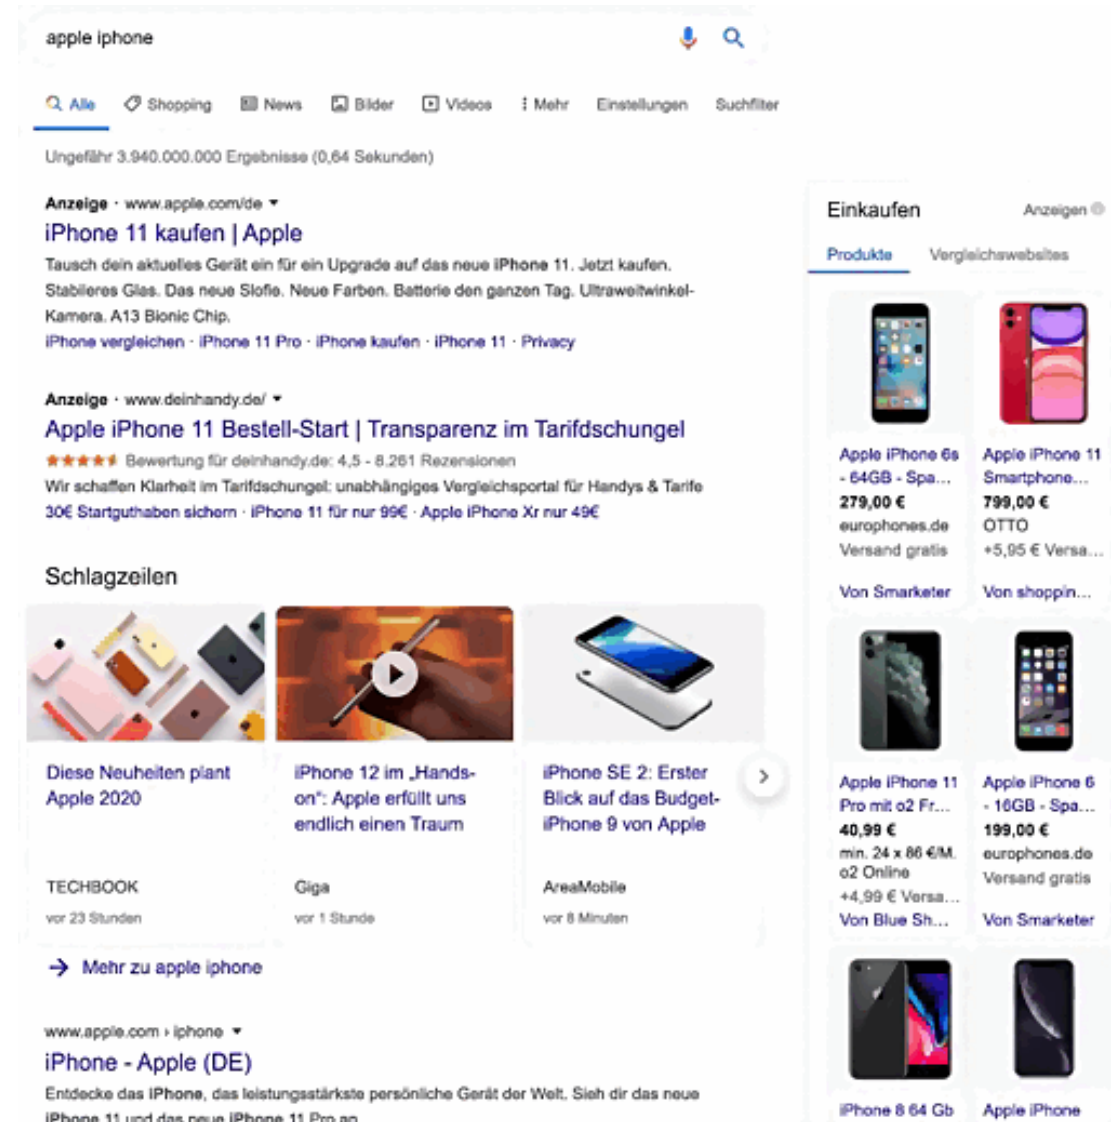 apple iphone
Alle Shopping News Bilder Videos Mehr Einstellungen Suchfilter
Ungefähr 3.940.000.000 Ergebnisse (0,64 Sekunden)
Anzeige · www.apple.com/de
iPhone 11 kaufen | Apple
Tausch dein aktuelles Gerät ein für ein Upgrade auf das neue iPhone 11. Jetzt kaufen.
Stabileres Glas. Das neue Slofie. Neue Farben. Batterie den ganzen Tag. Ultraweitwinkel-
Kamera. A13 Bionic Chip.
iPhone vergleichen · iPhone 11 Pro · iPhone kaufen · iPhone 11 · Privacy
Anzeige · www.deinhandy.de/
Apple iPhone 11 Bestell-Start | Transparenz im Tarifdschungel
Bewertung für deinhandy.de: 4,5 - 8.261 Rezensionen
Wir schaffen Klarheit im Tarifdschungel: unabhängiges Vergleichsportal für Handys & Tarife
30€ Startguthaben sichern · iPhone 11 für nur 99€ · Apple iPhone Xr nur 49€
Schlagzeilen
Diese Neuheiten plant
Apple 2020
TECHBOOK
vor 23 Stunden
iPhone 12 im „Hands-
on“: Apple erfüllt uns
endlich einen Traum
Giga
vor 1 Stunde
iPhone SE 2: Erster
Blick auf das Budget-
iPhone 9 von Apple
AreaMobile
vor 8 Minuten
Mehr zu apple iphone
www.apple.com › iphone
iPhone - Apple (DE)
Entdecke das iPhone, das leistungsstärkste persönliche Gerät der Welt. Sieh dir das neue
iPhone 11 und das neue iPhone 11 Pro an
Einkaufen Anzeigen
Produkte Vergleichswebsites
Apple iPhone 6s
- 64GB - Spa...
279,00 €
europhones.de
Versand gratis
Von Smarketer
Apple iPhone 11
Smartphone...
799,00 €
OTTO
+5,95 € Versa...
Von shoppin...
Apple iPhone 11
Pro mit o2 Fr...
40,99 €
min. 24 x 86 €/M.
o2 Online
+4,99 € Versa...
Von Blue Sh...
Apple iPhone 6
- 16GB - Spa...
199,00 €
europhones.de
Versand gratis
Von Smarketer
iPhone 8 64 Gb
Apple iPhone